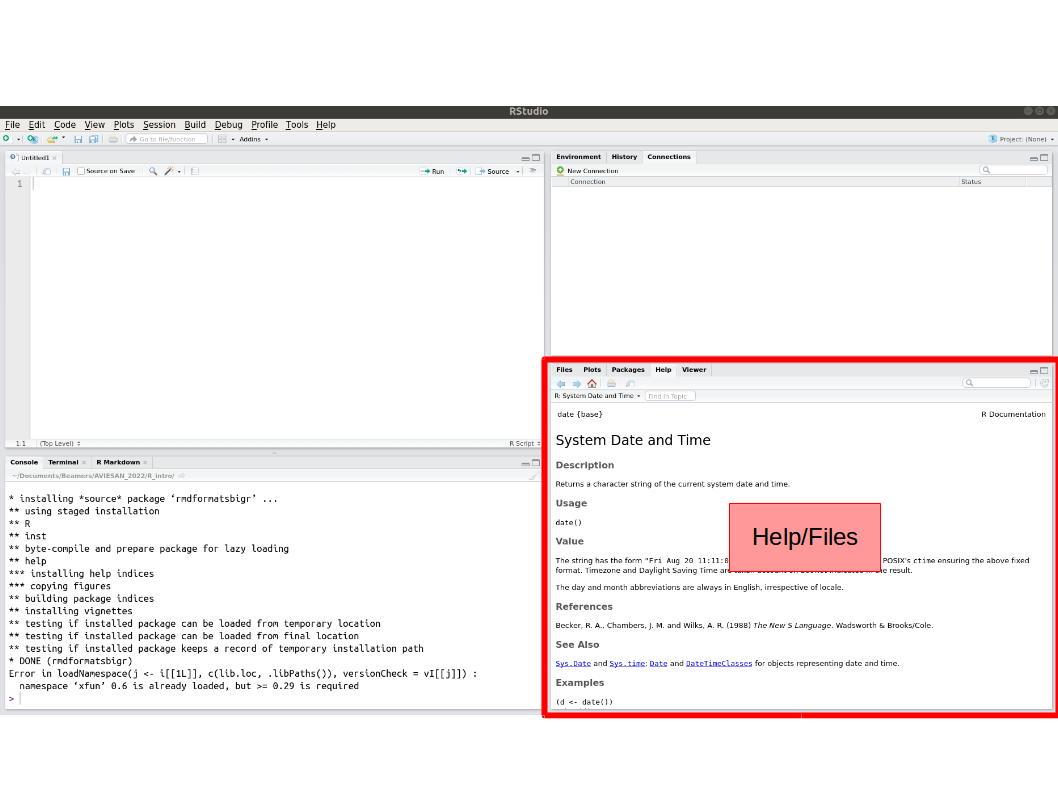 RStudio
File Edit Code View Plots Session Build Debug Profile Tools Help
Go to file/function Addins Project: (None)
Untitled1
Source on Save Run Source
1
1:1 (Top Level) R Script
Console Terminal R Markdown
~/Documents/Beamers/AVIESAN_2022/R_intro/
* installing *source* package ‘rmdformatsbigr’ ...
** using staged installation
** R
** inst
** byte-compile and prepare package for lazy loading
** help
*** installing help indices
*** copying figures
** building package indices
** installing vignettes
** testing if installed package can be loaded from temporary location
** testing if installed package can be loaded from final location
** testing if installed package keeps a record of temporary installation path
* DONE (rmdformatsbigr)
Error in loadNamespace(j <- i[[1L]], c(lib.loc, .libPaths()), versionCheck = vI[[j]]) :
namespace ‘xfun’ 0.6 is already loaded, but >= 0.29 is required
>
Environment History Connections
New Connection
Connection Status
Files Plots Packages Help Viewer
R: System Date and Time Find in Topic
date {base} R Documentation
System Date and Time
Description
Returns a character string of the current system date and time.
Usage
date()
Value
The string has the form "Fri Aug 20 11:11:0 POSIX's ctime ensuring the above fixed
format. Timezone and Daylight Saving Time are the result.
The day and month abbreviations are always in English, irrespective of locale.
References
Becker, R. A., Chambers, J. M. and Wilks, A. R. (1988) The New S Language. Wadsworth & Brooks/Cole.
See Also
Sys.Date and Sys.time; Date and DateTimeClasses for objects representing date and time.
Examples
(d <- date())
Help/Files